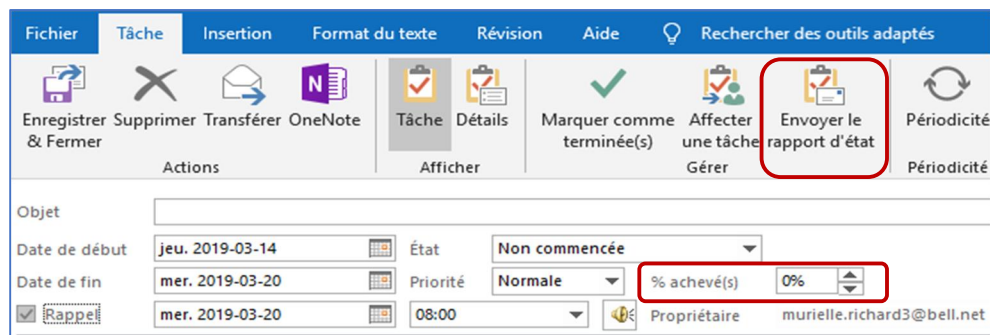 Fichier Tâche Insertion Format du texte Révision Aide Rechercher des outils adaptés
Enregistrer Supprimer Transférer OneNote Tâche Détails Marquer comme Affecter Envoyer le Périodicité
& Fermer terminée(s) une tâche rapport d'état
Actions Afficher Gérer Périodicité
Objet
Date de début jeu. 2019-03-14 État Non commencée
Date de fin mer. 2019-03-20 Priorité Normale % achevé(s) 0%
Rappel mer. 2019-03-20 08:00 Propriétaire murielle.richard3@bell.net